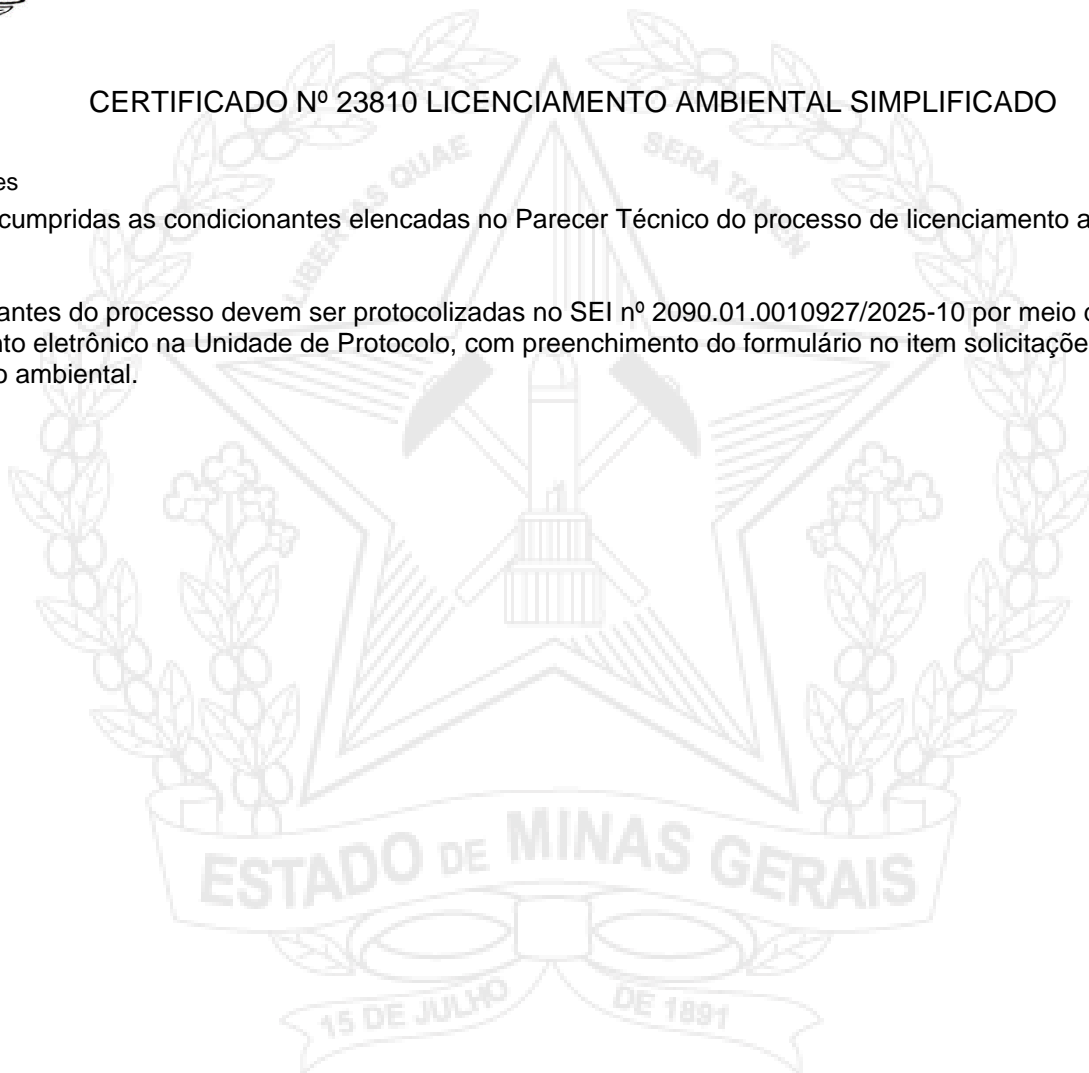 CERTIFICADO Nº 23810 LICENCIAMENTO AMBIENTAL SIMPLIFICADO
es
cumpridas as condicionantes elencadas no Parecer Técnico do processo de licenciamento a
antes do processo devem ser protocolizadas no SEI nº 2090.01.0010927/2025-10 por meio
nto eletrônico na Unidade de Protocolo, com preenchimento do formulário no item solicitaçõe
o ambiental.
LIBERTAS QUAE SERA TAMEN
ESTADO DE MINAS GERAIS
15 DE JULHO DE 1891